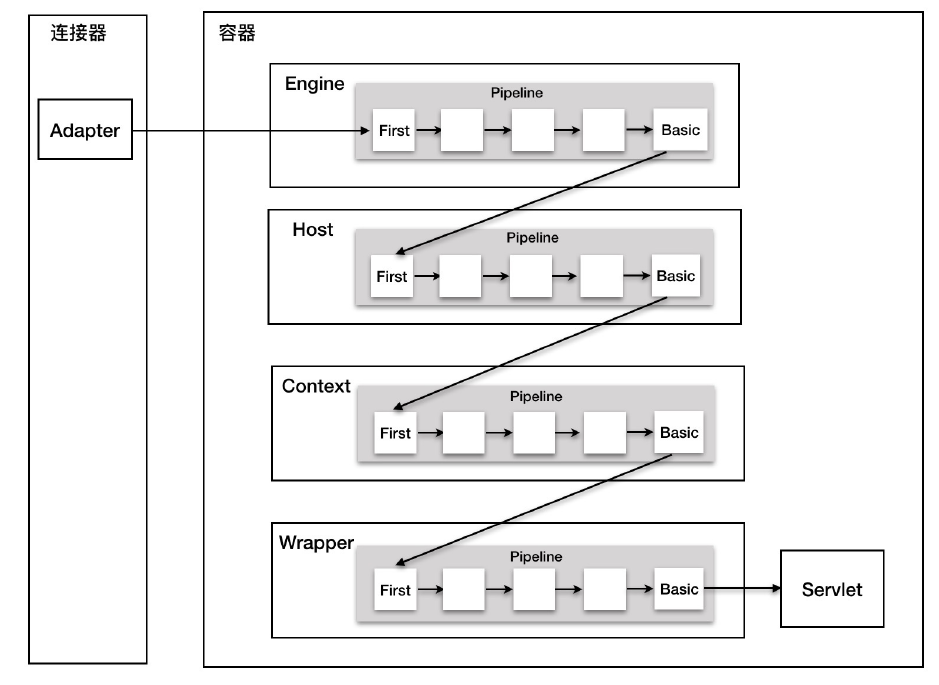 连接器
容器
Adapter
Engine
Pipeline
First
Basic
Host
Pipeline
First
Basic
Context
Pipeline
First
Basic
Wrapper
Pipeline
First
Basic
Servlet